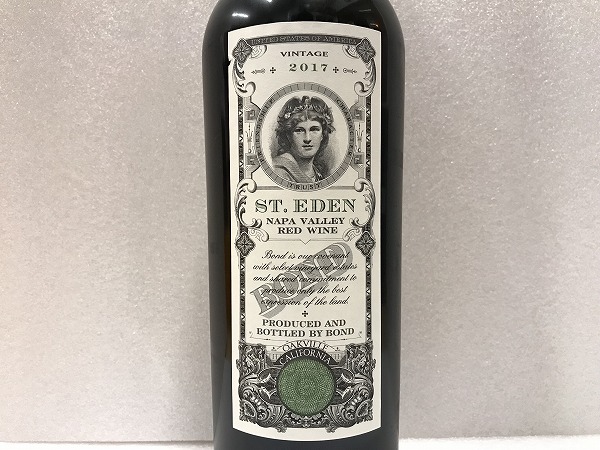 UNITED STATES OF AMERICA
VINTAGE
2017
TRUST
ST. EDEN
NAPA VALLEY
RED WINE
BOND
Bond is our covenant
with select vineyard estates
and shared commitment to
produce only the best
expression of the land.
PRODUCED AND
BOTTLED BY BOND
OAKVILLE
CALIFORNIA